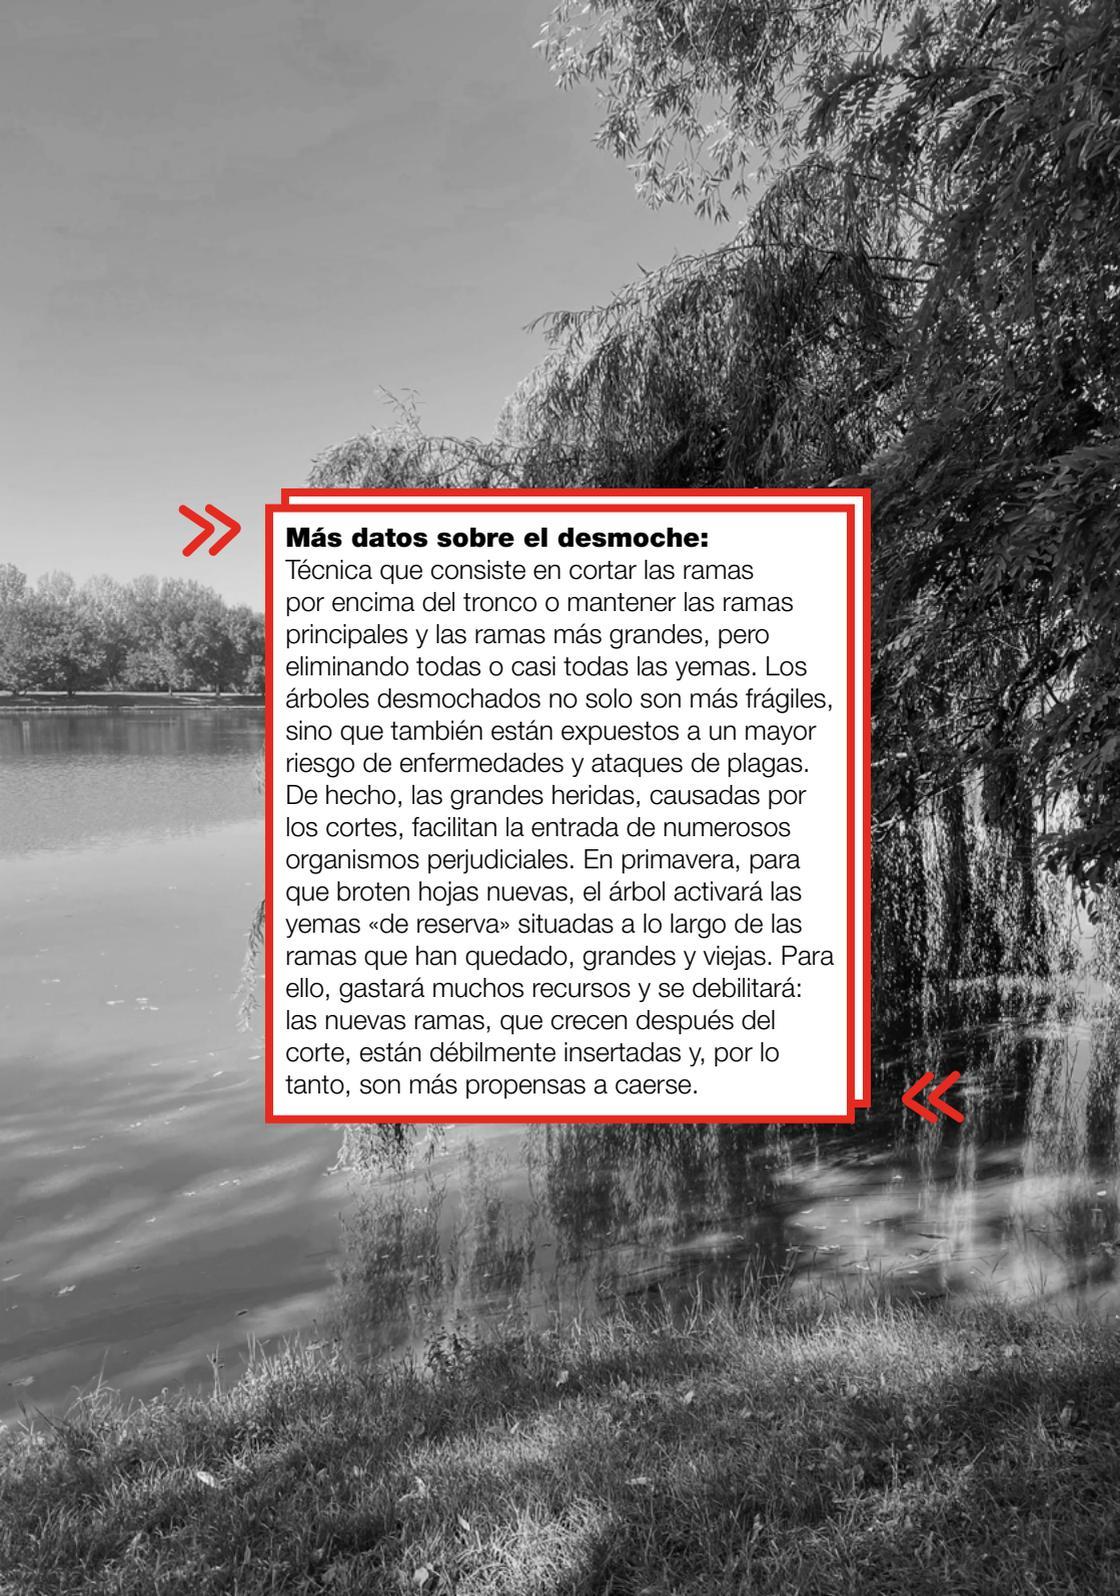 Más datos sobre el desmoche:
Técnica que consiste en cortar las ramas
por encima del tronco o mantener las ramas
principales y las ramas más grandes, pero
eliminando todas o casi todas las yemas. Los
árboles desmochados no solo son más frágiles,
sino que también están expuestos a un mayor
riesgo de enfermedades y ataques de plagas.
De hecho, las grandes heridas, causadas por
los cortes, facilitan la entrada de numerosos
organismos perjudiciales. En primavera, para
que broten hojas nuevas, el árbol activará las
yemas «de reserva» situadas a lo largo de las
ramas que han quedado, grandes y viejas. Para
ello, gastará muchos recursos y se debilitará:
las nuevas ramas, que crecen después del
corte, están débilmente insertadas y, por lo
tanto, son más propensas a caerse.